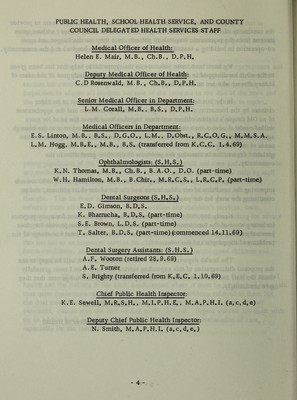 PUBLIC HEALTH, SCHOOL HEALTH SERVICE, AND COUNTY
COUNCIL DELEGATED HEALTH SERVICES STAFF
Medical Officer of Health:
Helen E. Mair, M.B., Ch.B., D.P.H.
Deputy Medical Officer of Health:
C.D Rosenwald, M.B., Ch.B., D.P.H.
Senior Medical Officer in Department:
L.M. Corall, M.B., B.S., D.P.H.
Medical Officers in Department:
E.S. Linton, M.B., B.S., D.G.O., L.M., D.Obst., R.C.O.G., M.M.S.A.
L.M. Hogg, M.B.E., M.B., B.S. (transferred from K.C.C. 1.4.69)
Ophthalmologists: (S.H.S.)
K.N. Thomas, M.B., Ch.B., B.A.O., D.O. (part-time)
W.H. Hamilton, M.B., B.Chir., M.R.C.S., L.R.C.P. (part-time)
Dental Surgeons (S.H.S.)
E.D. Gimson, B.D.S.
K. Bharucha, B.D.S. (part-time)
S.E. Brown, L.D.S. (part-time)
T. Salter, B.D.S. (part-time)(commenced 14.11.69)
Dental Surgery Assistants: (S.H.S.)
A.F. Wooton (retired 28.9.69)
A.E. Turner
S. Brighty (transferred from K.E.C. 1.10.69)
Chief Public Health Inspector:
K.E. Sewell, M.R.S.H., M.I.P.H.E., M.A.P.H.I. (a,c,d,e)
Deputy Chief Public Health Inspector:
N. Smith, M.A.P.H.I. (a,c,d,e,)
- 4 -